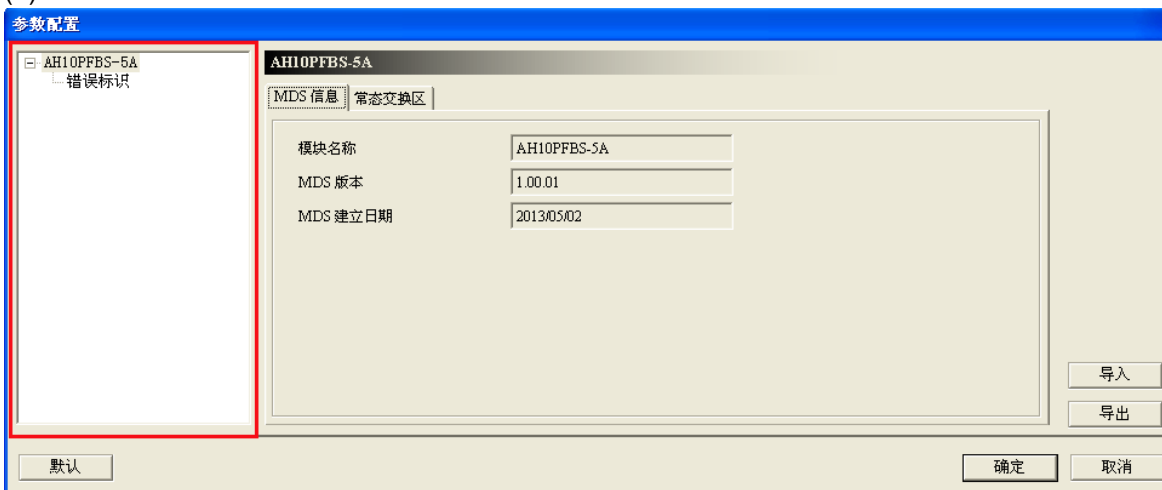 参数配置
AH10PFBS-5A
错误标识
AH10PFBS-5A
MDS 信息 常态交换区
模块名称 AH10PFBS-5A
MDS 版本 1.00.01
MDS 建立日期 2013/05/02
导入
导出
默认 确定 取消